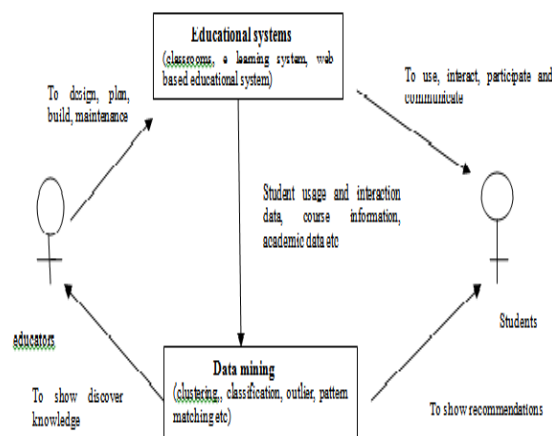 Educational systems
(classrooms, e learning system, web
based educational system)
To design, plan,
build, maintenance
To use, interact, participate and
communicate
Student usage and interaction
data, course information,
academic data etc
educators
Students
Data mining
(clustering,, classification, outlier, pattern
matching etc)
To show discover
knowledge
To show recommendations